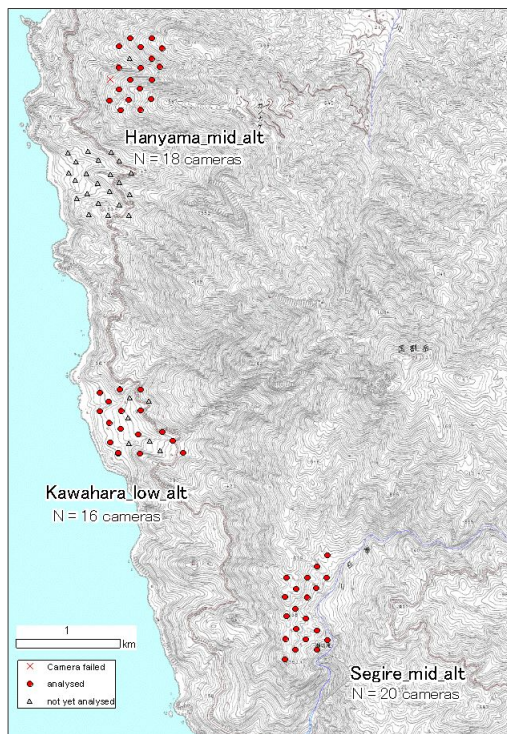 Hanyama_mid_alt
N = 18 cameras
Kawahara_low_alt
N = 16 cameras
Segire_mid_alt
N = 20 cameras
1
km
Camera failed
analysed
not yet analysed